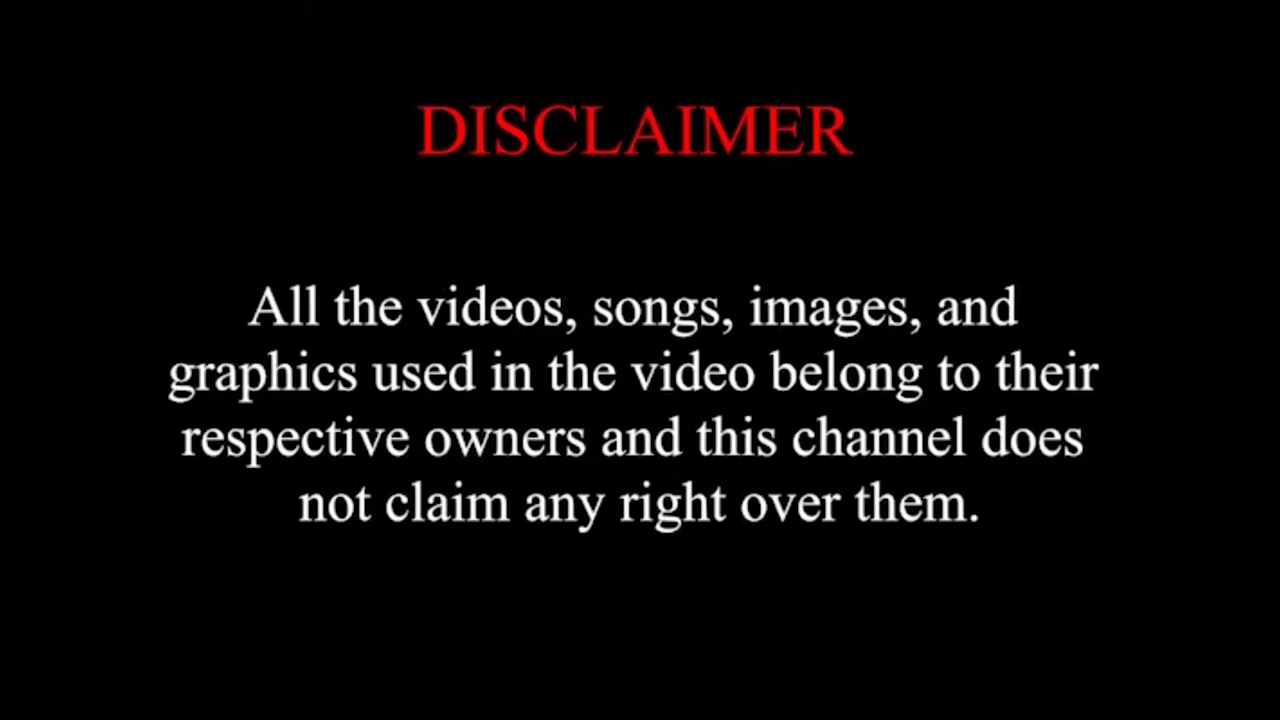 DISCLAIMER
All the videos, songs, images, and
graphics used in the video belong to their
respective owners and this channel does
not claim any right over them.